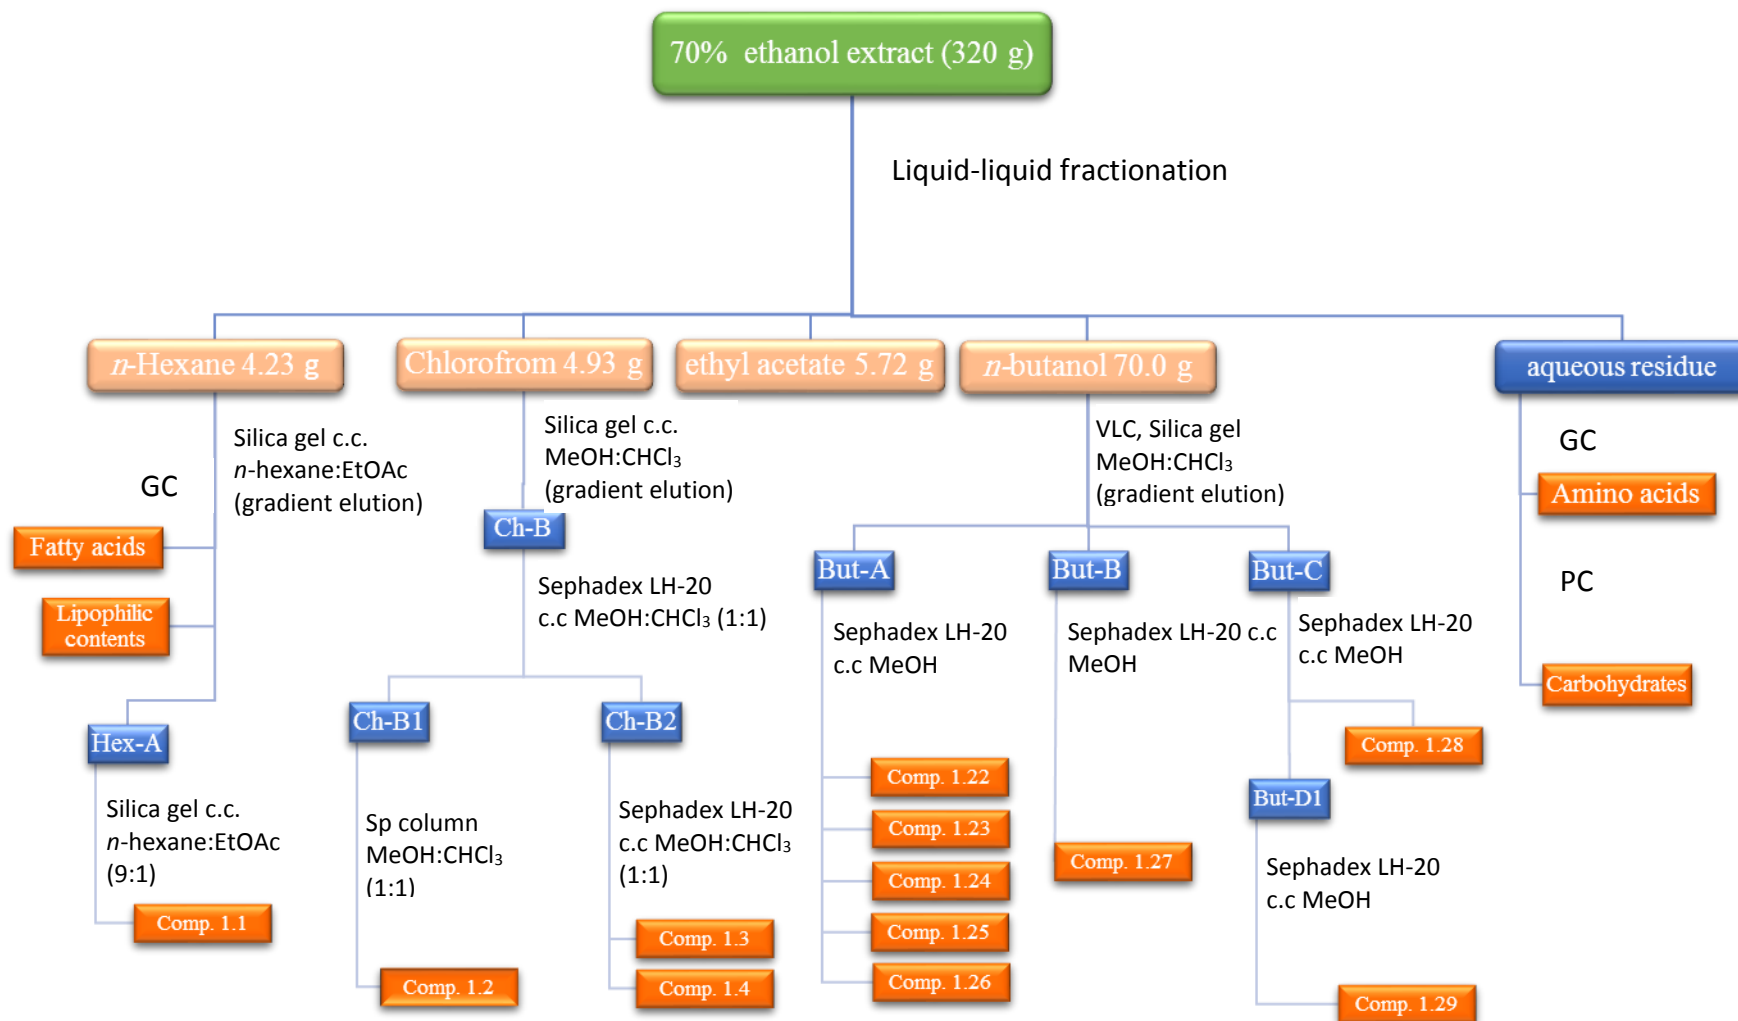 70% ethanol extract (320 g)
Liquid-liquid fractionation
n-Hexane 4.23 g
Chlorofrom 4.93 g
ethyl acetate 5.72 g
n-butanol 70.0 g
aqueous residue
GC
Silica gel c.c.
n-hexane:EtOAc
(gradient elution)
Fatty acids
Lipophilic
contents
Hex-A
Silica gel c.c.
n-hexane:EtOAc
(9:1)
Comp. 1.1
Silica gel c.c.
MeOH:CHCl₃
(gradient elution)
Ch-B
Sephadex LH-20
c.c MeOH:CHCl₃ (1:1)
Ch-B1
Sp column
MeOH:CHCl₃
(1:1)
Comp. 1.2
Ch-B2
Sephadex LH-20
c.c MeOH:CHCl₃
(1:1)
Comp. 1.3
Comp. 1.4
VLC, Silica gel
MeOH:CHCl₃
(gradient elution)
But-A
Sephadex LH-20
c.c MeOH
Comp. 1.22
Comp. 1.23
Comp. 1.24
Comp. 1.25
Comp. 1.26
But-B
Sephadex LH-20 c.c
MeOH
Comp. 1.27
But-C
Sephadex LH-20
c.c MeOH
Comp. 1.28
But-D1
Sephadex LH-20
c.c MeOH
Comp. 1.29
GC
Amino acids
PC
Carbohydrates